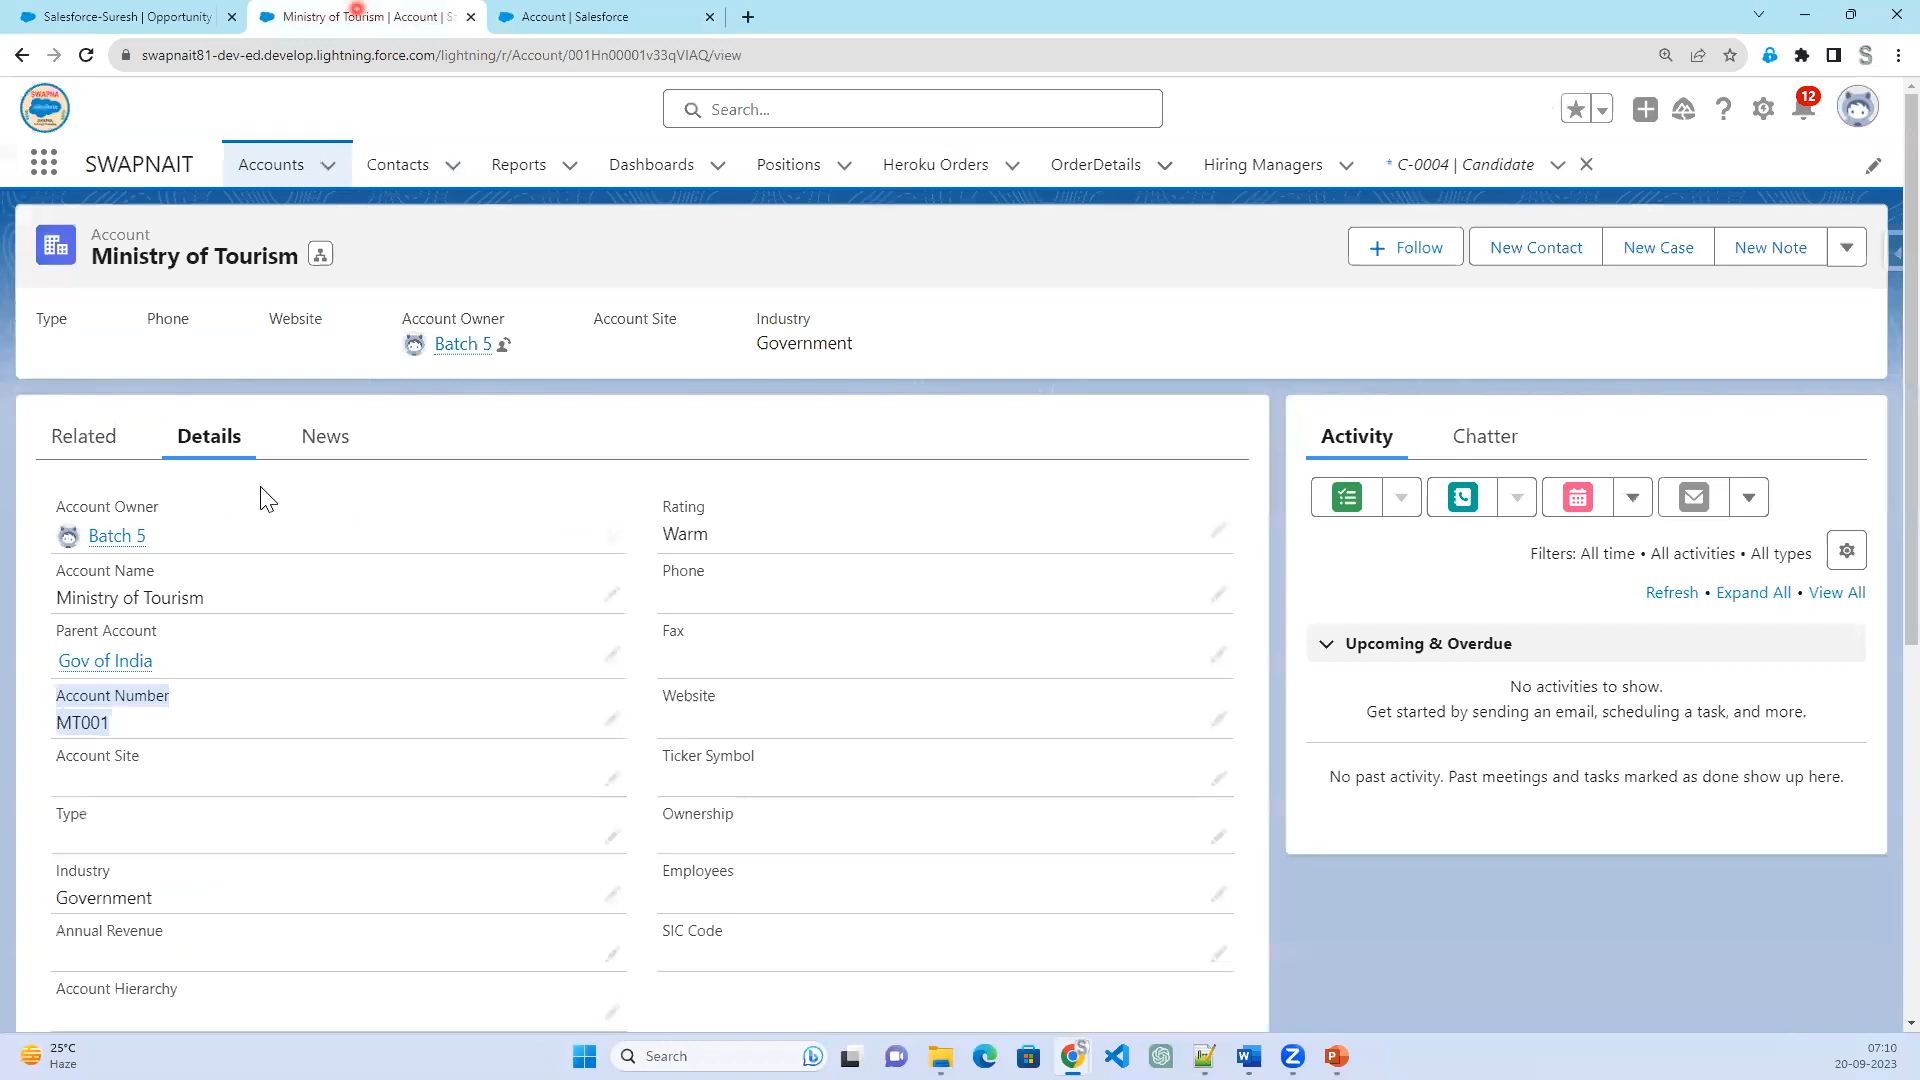 Salesforce-Suresh | Opportunity
Ministry of Tourism | Account | S
Account | Salesforce
swapnait81-dev-ed.develop.lightning.force.com/lightning/r/Account/001Hn00001v33qVIAQ/view
SWAPNA
Search...
12
SWAPNAIT
Accounts
Contacts
Reports
Dashboards
Positions
Heroku Orders
OrderDetails
Hiring Managers
* C-0004 | Candidate
Account
Ministry of Tourism
Follow
New Contact
New Case
New Note
Type
Phone
Website
Account Owner
Batch 5
Account Site
Industry
Government
Related
Details
News
Account Owner
Batch 5
Account Name
Ministry of Tourism
Parent Account
Gov of India
Account Number
MT001
Account Site
Type
Industry
Government
Annual Revenue
Account Hierarchy
Rating
Warm
Phone
Fax
Website
Ticker Symbol
Ownership
Employees
SIC Code
Activity
Chatter
Filters: All time • All activities • All types
Refresh • Expand All • View All
Upcoming & Overdue
No activities to show.
Get started by sending an email, scheduling a task, and more.
No past activity. Past meetings and tasks marked as done show up here.
25°C
Haze
Search
07:10
20-09-2023